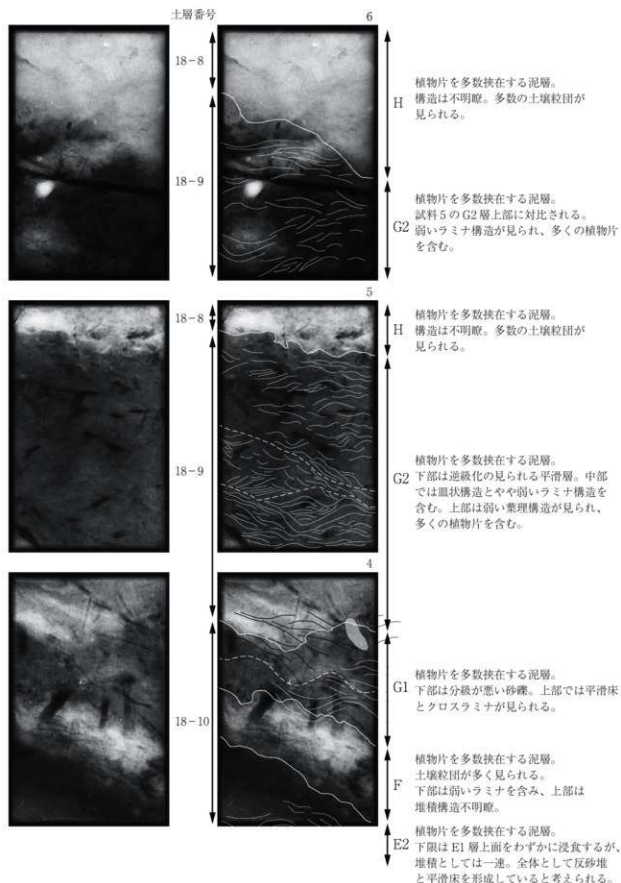 土層番号
6
18-8
18-9
H
植物片を多数挟在する泥層。
構造は不明瞭。多数の土壌粒団が
見られる。
G2
植物片を多数挟在する泥層。
試料5のG2層上部に対比される。
弱いラミナ構造が見られ、多くの植物片
を含む。
5
18-8
18-9
H
植物片を多数挟在する泥層。
構造は不明瞭。多数の土壌粒団が
見られる。
G2
植物片を多数挟在する泥層。
下部は逆級化の見られる平滑層。中部
では皿状構造とやや弱いラミナ構造を
含む。上部は弱い葉理構造が見られ、
多くの植物片を含む。
4
18-10
G1
植物片を多数挟在する泥層。
下部は分級が悪い砂礫。上部では平滑床
とクロスラミナが見られる。
F
植物片を多数挟在する泥層。
土壌粒団が多く見られる。
下部は弱いラミナを含み、上部は
堆積構造不明瞭。
E2
植物片を多数挟在する泥層。
下限はE1層上面をわずかに浸食するが、
堆積としては一連。全体として反砂堆
と平滑床を形成していると考えられる。